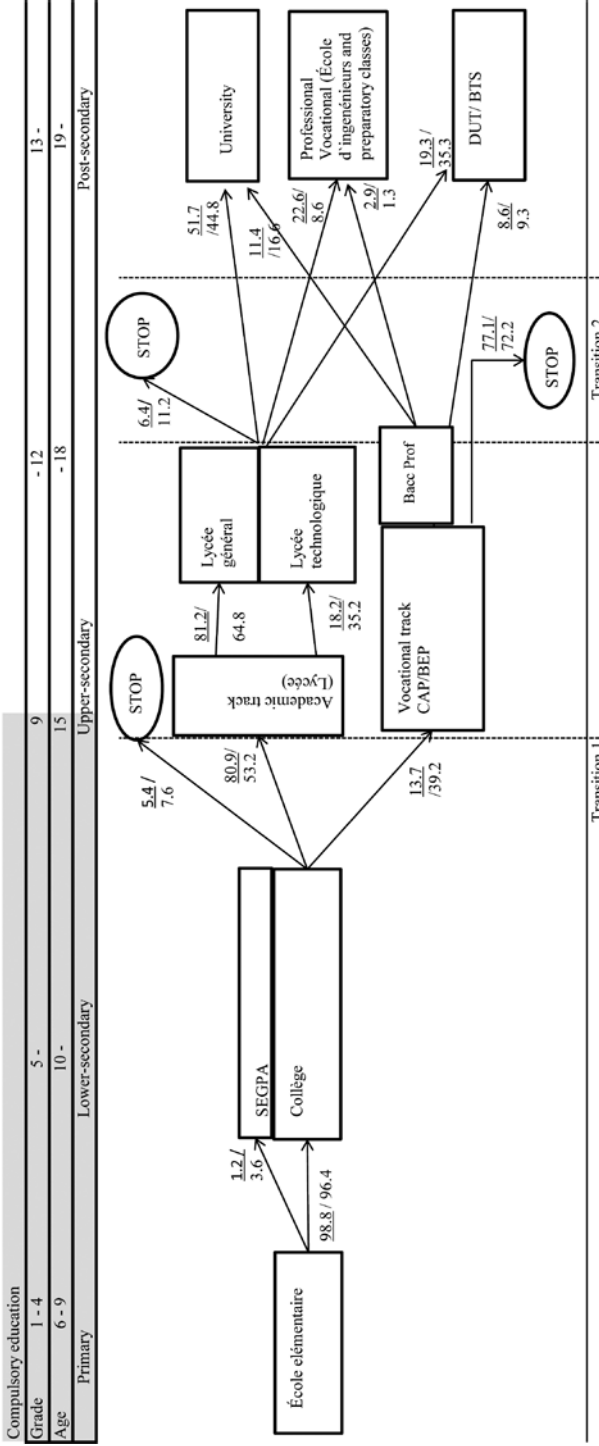 Compulsory education
Grade 1 - 4 5 - 9 - 12 13 -
Age 6 - 9 10 - 15 - 18 19 -
Primary Lower-secondary Upper-secondary Post-secondary
École elémentaire
1.2 /
3.6
98.8 / 96.4
SEGPA
Collège
5.4 /
7.6
80.9/
53.2
13.7
/39.2
STOP
Academic track
(Lycée)
Vocational track
CAP/BEP
81.2/
64.8
18.2/
35.2
Lycée
général
Lycée
technologique
Bacc Prof
6.4/
11.2
STOP
77.1/
72.2
STOP
51.7
/44.8
11.4
/16.6
22.6/
8.6
2.9/
1.3
19.3 /
35.3
8.6/
9.3
University
Professional
Vocational (École
d`ingenénieurs and
preparatory classes)
DUT/ BTS
Transition 1
Transition 2